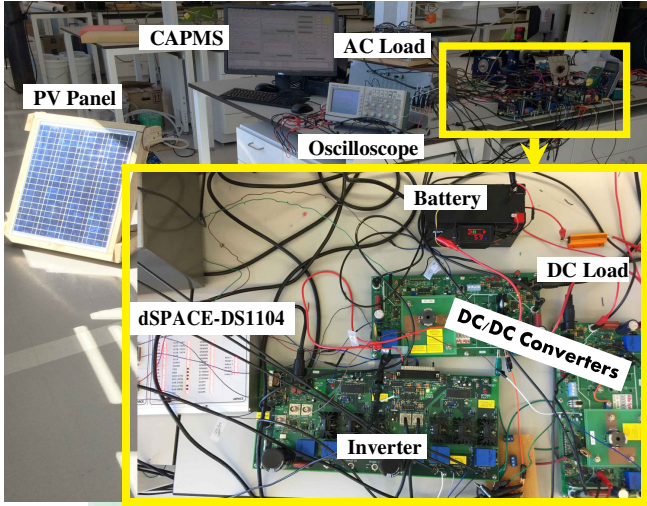 CAPMS
AC Load
PV Panel
Oscilloscope
Battery
DC Load
dSPACE-DS1104
DC/DC Converters
Inverter